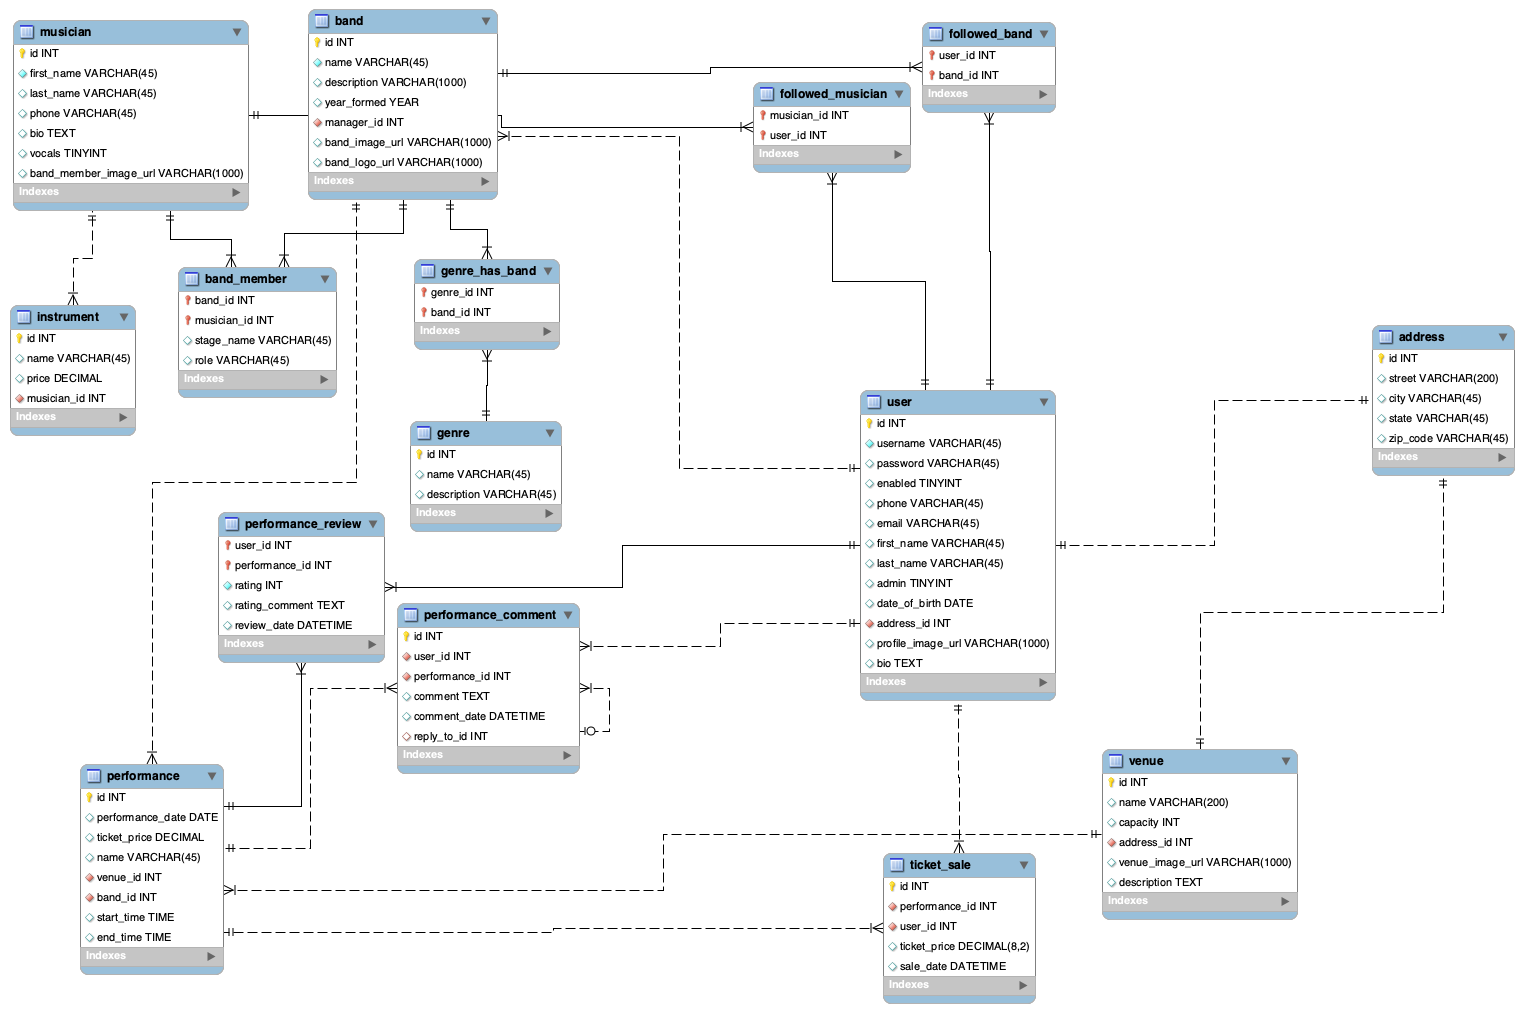 musician
id INT
first_name VARCHAR(45)
last_name VARCHAR(45)
phone VARCHAR(45)
bio TEXT
vocals TINYINT
band_member_image_url VARCHAR(1000)
Indexes
band
id INT
name VARCHAR(45)
description VARCHAR(1000)
year_formed YEAR
manager_id INT
band_image_url VARCHAR(1000)
band_logo_url VARCHAR(1000)
Indexes
followed_band
user_id INT
band_id INT
Indexes
followed_musician
musician_id INT
user_id INT
Indexes
instrument
id INT
name VARCHAR(45)
price DECIMAL
musician_id INT
Indexes
band_member
band_id INT
musician_id INT
stage_name VARCHAR(45)
role VARCHAR(45)
Indexes
genre_has_band
genre_id INT
band_id INT
Indexes
genre
id INT
name VARCHAR(45)
description VARCHAR(45)
Indexes
user
id INT
username VARCHAR(45)
password VARCHAR(45)
enabled TINYINT
phone VARCHAR(45)
email VARCHAR(45)
first_name VARCHAR(45)
last_name VARCHAR(45)
admin TINYINT
date_of_birth DATE
address_id INT
profile_image_url VARCHAR(1000)
bio TEXT
Indexes
address
id INT
street VARCHAR(200)
city VARCHAR(45)
state VARCHAR(45)
zip_code VARCHAR(45)
Indexes
performance_review
user_id INT
performance_id INT
rating INT
rating_comment TEXT
review_date DATETIME
Indexes
performance_comment
id INT
user_id INT
performance_id INT
comment TEXT
comment_date DATETIME
reply_to_id INT
Indexes
performance
id INT
performance_date DATE
ticket_price DECIMAL
name VARCHAR(45)
venue_id INT
band_id INT
start_time TIME
end_time TIME
Indexes
ticket_sale
id INT
performance_id INT
user_id INT
ticket_price DECIMAL(8,2)
sale_date DATETIME
Indexes
venue
id INT
name VARCHAR(200)
capacity INT
address_id INT
venue_image_url VARCHAR(1000)
description TEXT
Indexes